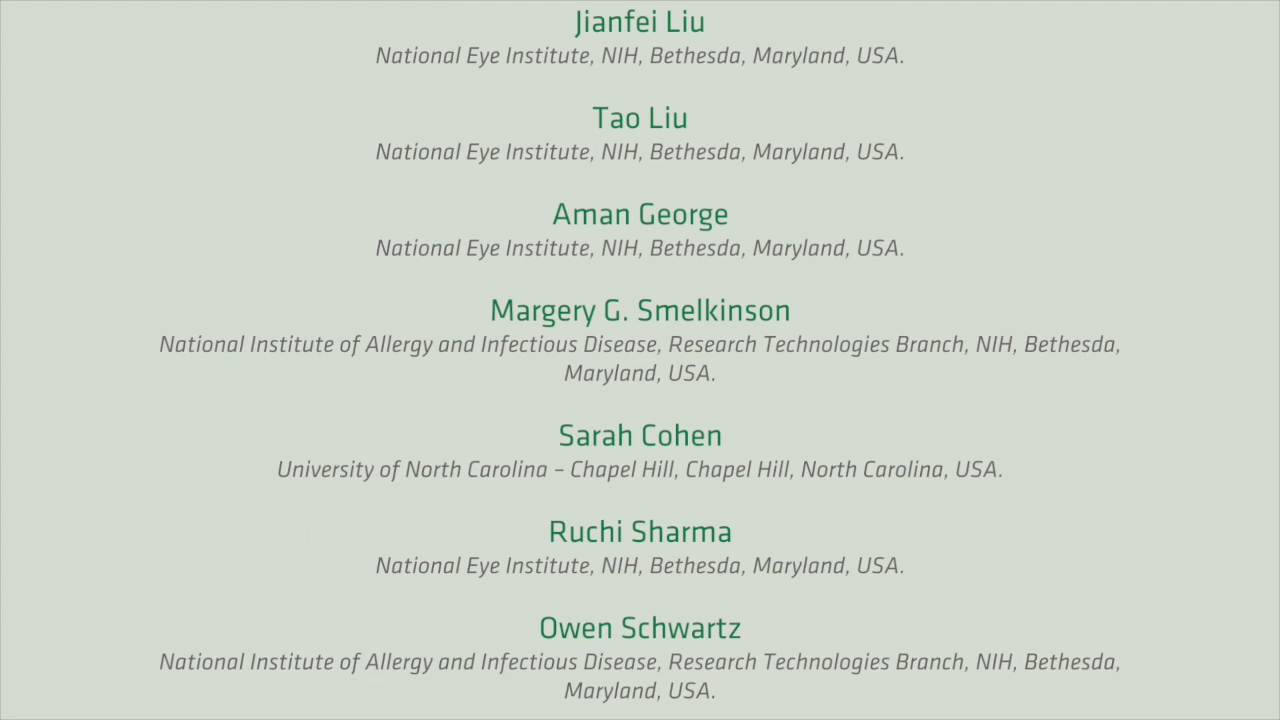 Jianfei Liu
National Eye Institute, NIH, Bethesda, Maryland, USA.
Tao Liu
National Eye Institute, NIH, Bethesda, Maryland, USA.
Aman George
National Eye Institute, NIH, Bethesda, Maryland, USA.
Margery G. Smelkinson
National Institute of Allergy and Infectious Disease, Research Technologies Branch, NIH, Bethesda,
Maryland, USA.
Sarah Cohen
University of North Carolina – Chapel Hill, Chapel Hill, North Carolina, USA.
Ruchi Sharma
National Eye Institute, NIH, Bethesda, Maryland, USA.
Owen Schwartz
National Institute of Allergy and Infectious Disease, Research Technologies Branch, NIH, Bethesda,
Maryland, USA.